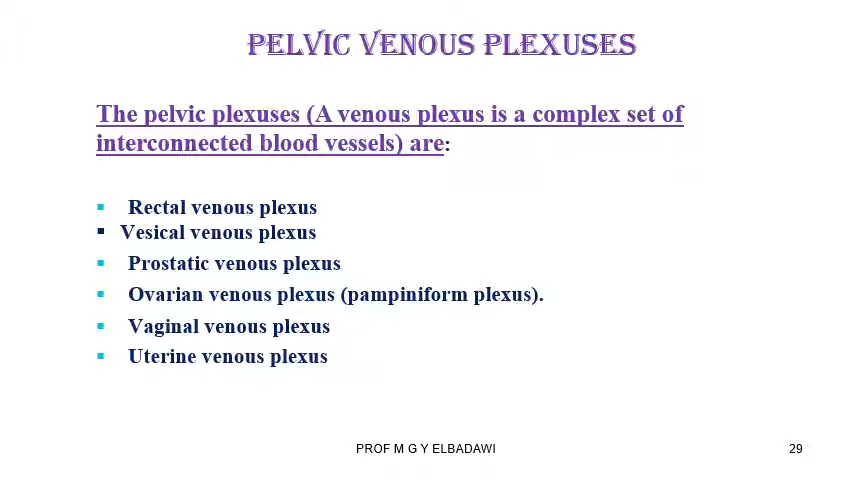 PELVIC VENOUS PLEXUSES
The pelvic plexuses (A venous plexus is a complex set of
interconnected blood vessels) are:
▪ Rectal venous plexus
▪ Vesical venous plexus
▪ Prostatic venous plexus
▪ Ovarian venous plexus (pampiniform plexus).
▪ Vaginal venous plexus
▪ Uterine venous plexus
PROF M G Y ELBADAWI
29